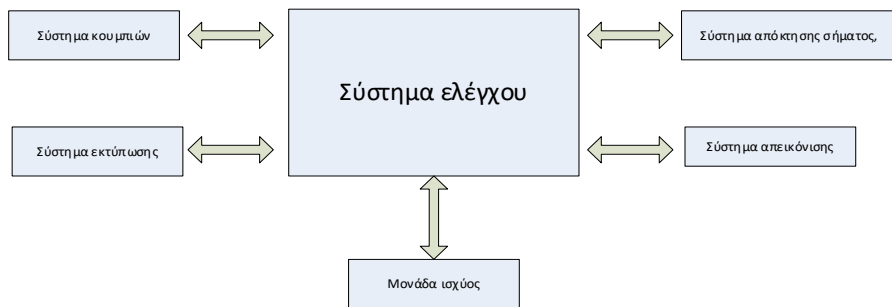 Σύστημα κουμπιών
Σύστημα απόκτησης σήματος,
Σύστημα ελέγχου
Σύστημα εκτύπωσης
Σύστημα απεικόνισης
Μονάδα ισχύος